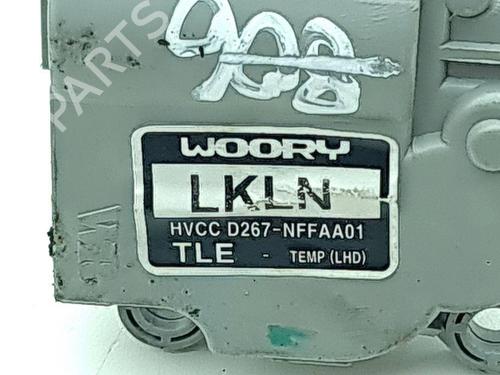 PARTS
908
WOORY
LKLN
HVCC D267-NFFAA01
TLE - TEMP (LHD)